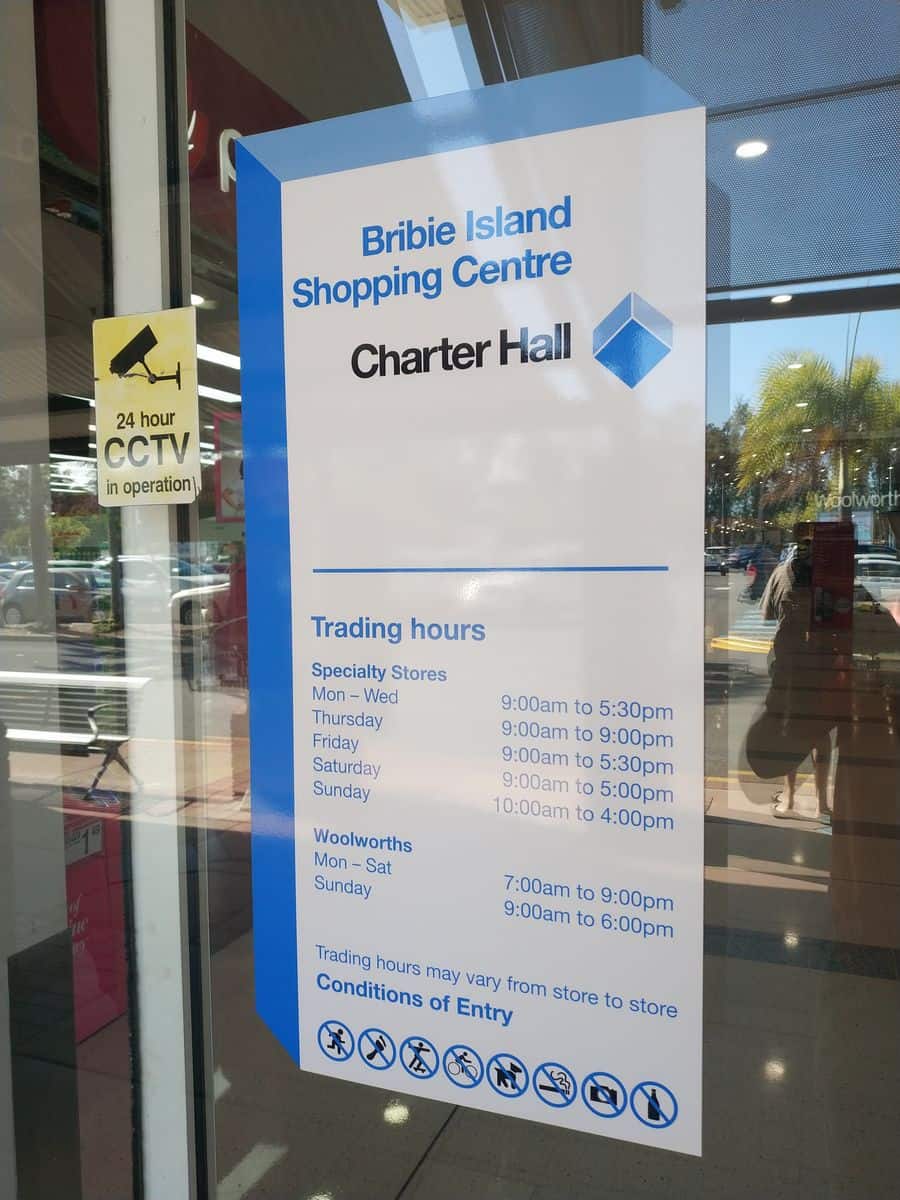 Bribie Island
Shopping Centre
Charter Hall
24 hour
CCTV
in operation
woolworth
Trading hours
Specialty Stores
Mon – Wed 9:00am to 5:30pm
Thursday 9:00am to 9:00pm
Friday 9:00am to 5:30pm
Saturday 9:00am to 5:00pm
Sunday 10:00am to 4:00pm
Woolworths
Mon – Sat 7:00am to 9:00pm
Sunday 9:00am to 6:00pm
Trading hours may vary from store to store
Conditions of Entry